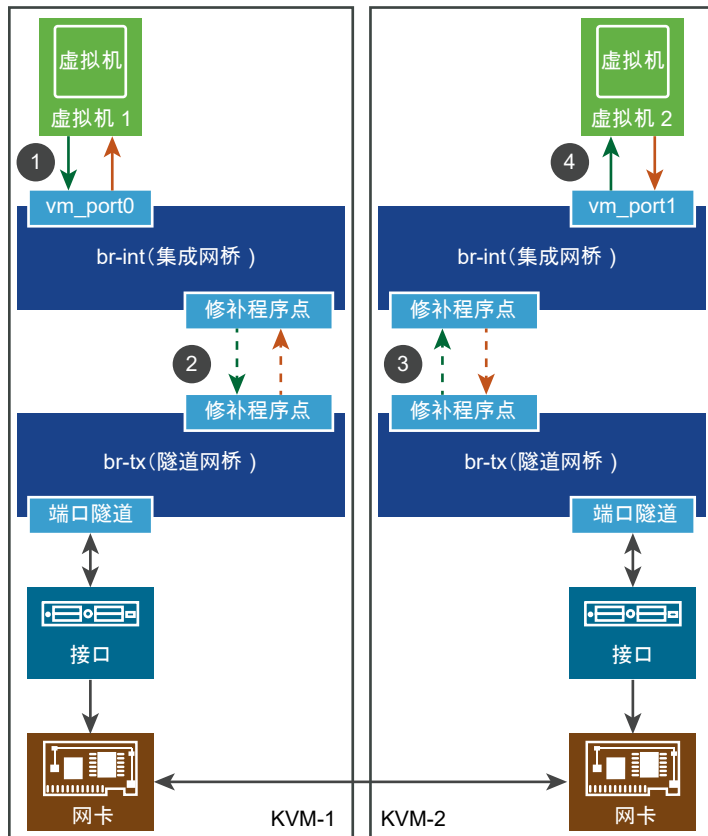 虚拟机
虚拟机 1
1
vm_port0
br-int（集成网桥）
修补程序点
2
修补程序点
br-tx（隧道网桥）
端口隧道
接口
网卡
KVM-1
虚拟机
虚拟机 2
4
vm_port1
br-int（集成网桥）
修补程序点
3
修补程序点
br-tx（隧道网桥）
端口隧道
接口
网卡
KVM-2